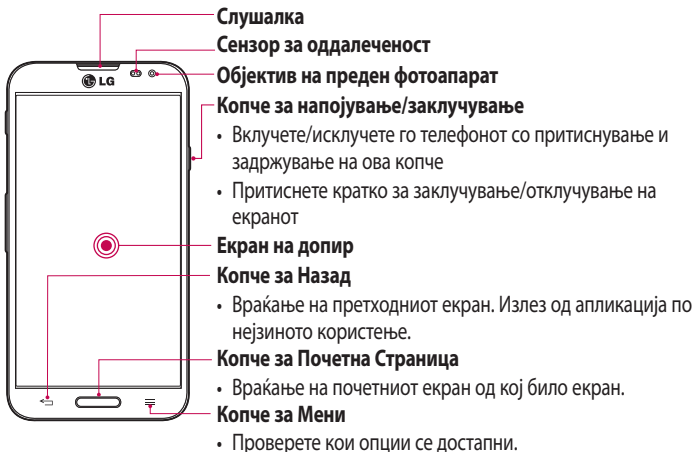 Слушалка
Сензор за оддалеченост
Објектив на преден фотоапарат
LG
Копче за напојување/заклучување
• Вклучете/исклучете го телефонот со притиснување и
задржување на ова копче
• Притиснете кратко за заклучување/отклучување на
екранот
Екран на допир
Копче за Назад
• Враќање на претходниот екран. Излез од апликација по
нејзиното користење.
Копче за Почетна Страница
• Враќање на почетниот екран од кој било екран.
Копче за Мени
• Проверете кои опции се достапни.